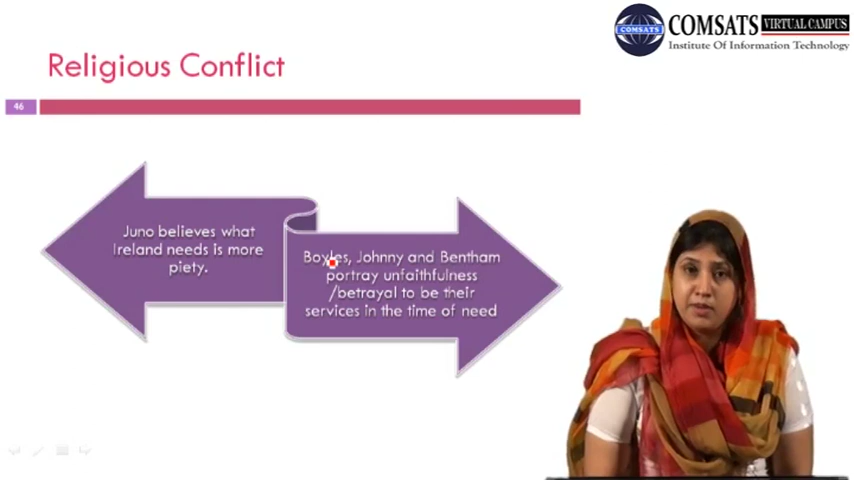 COMSATS VIRTUAL CAMPUS
Institute Of Information Technology
COMSATS
Religious Conflict
46
Juno believes what
Ireland needs is more
piety.
Boyles, Johnny and Bentham
portray unfaithfulness
/betrayal to be their
services in the time of need